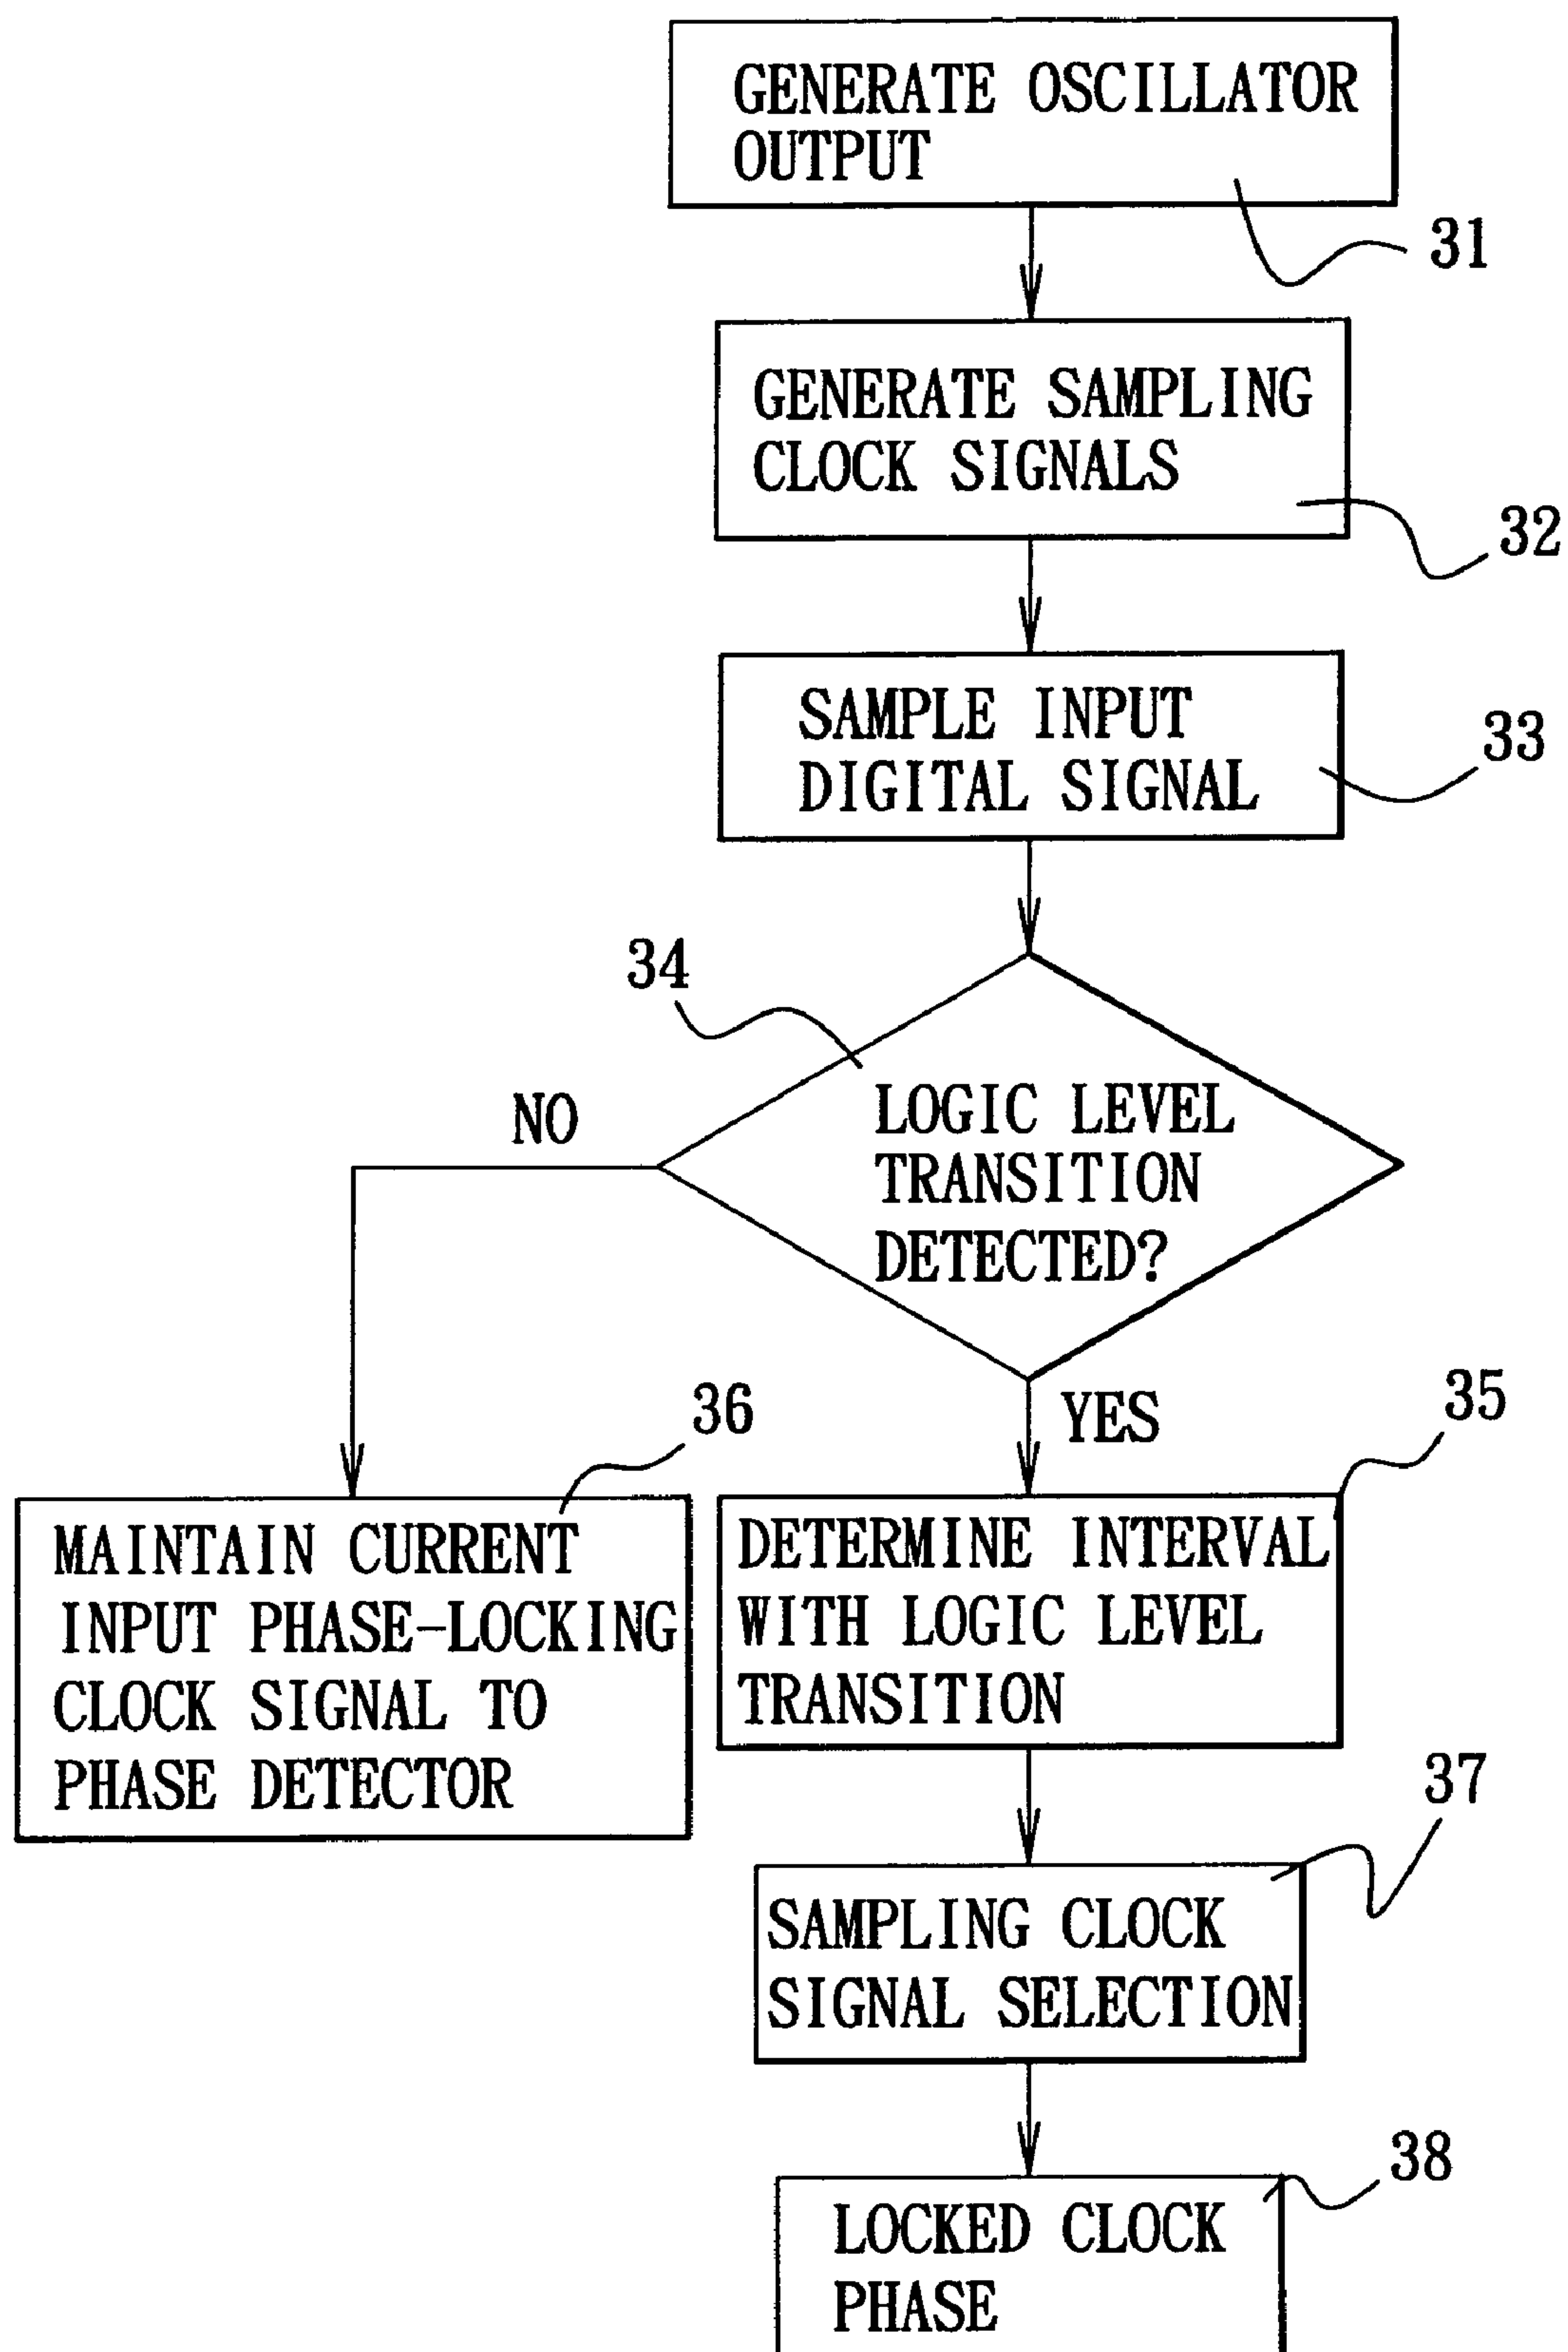 GENERATE OSCILLATOR
OUTPUT
31
GENERATE SAMPLING
CLOCK SIGNALS
32
SAMPLE INPUT
DIGITAL SIGNAL
33
34
LOGIC LEVEL
TRANSITION
DETECTED?
NO
YES
36
MAINTAIN CURRENT
INPUT PHASE-LOCKING
CLOCK SIGNAL TO
PHASE DETECTOR
35
DETERMINE INTERVAL
WITH LOGIC LEVEL
TRANSITION
37
SAMPLING CLOCK
SIGNAL SELECTION
38
LOCKED CLOCK
PHASE